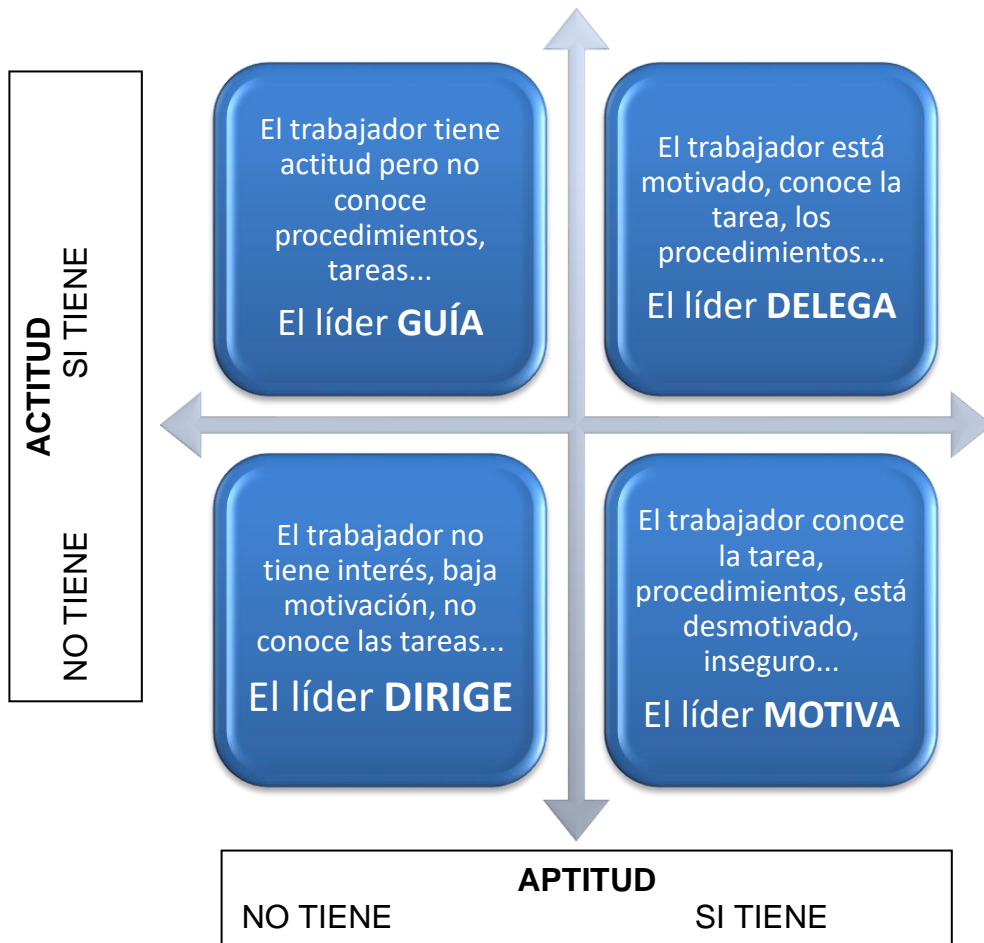 ACTITUD
SI TIENE
NO TIENE
El trabajador tiene
actitud pero no
conoce
procedimientos,
tareas...
El líder GUÍA
El trabajador está
motivado, conoce la
tarea, los
procedimientos...
El líder DELEGA
El trabajador no
tiene interés, baja
motivación, no
conoce las tareas...
El líder DIRIGE
El trabajador conoce
la tarea,
procedimientos, está
desmotivado,
inseguro...
El líder MOTIVA
APTITUD
NO TIENE SI TIENE